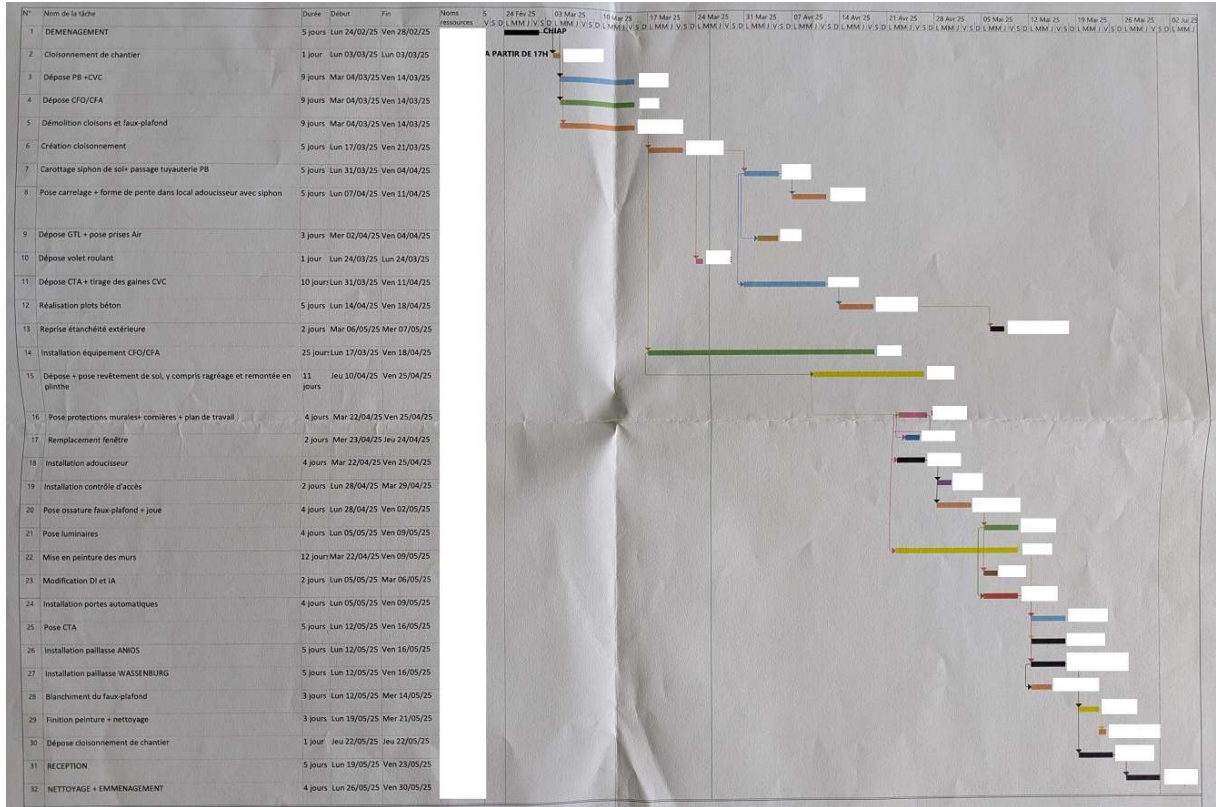 N° Nom de la tâche Durée Début Fin Noms ressources
5 24 Fév 25 03 Mar 25 10 Mar 25 17 Mar 25 24 Mar 25 31 Mar 25 07 Avr 25 14 Avr 25 21 Avr 25 28 Avr 25 05 Mai 25 12 Mai 25 19 Mai 25 26 Mai 25 02 Jui 25
1 DEMENAGEMENT 5 jours Lun 24/02/25 Ven 28/02/25 CHIAP
2 Cloisonnement de chantier 1 jour Lun 03/03/25 Lun 03/03/25 A PARTIR DE 17H
3 Dépose PB +CVC 9 jours Mar 04/03/25 Ven 14/03/25
4 Dépose CFO/CFA 9 jours Mar 04/03/25 Ven 14/03/25
5 Démolition cloisons et faux-plafond 9 jours Mar 04/03/25 Ven 14/03/25
6 Création cloisonnement 5 jours Lun 17/03/25 Ven 21/03/25
7 Carottage siphon de sol+ passage tuyauterie PB 5 jours Lun 31/03/25 Ven 04/04/25
8 Pose carrelage + forme de pente dans local adoucisseur avec siphon 5 jours Lun 07/04/25 Ven 11/04/25
9 Dépose GTL + pose prises Air 3 jours Mer 02/04/25 Ven 04/04/25
10 Dépose volet roulant 1 jour Lun 24/03/25 Lun 24/03/25
11 Dépose CTA + tirage des gaines CVC 10 jours Lun 31/03/25 Ven 11/04/25
12 Réalisation plots béton 5 jours Lun 14/04/25 Ven 18/04/25
13 Reprise étanchéité extérieure 2 jours Mar 06/05/25 Mer 07/05/25
14 Installation équipement CFO/CFA 25 jours Lun 17/03/25 Ven 18/04/25
15 Dépose + pose revêtement de sol, y compris ragréage et remontée en 11 Jeu 10/04/25 Ven 25/04/25
plinthe jours
16 Pose protections murales+ cornières + plan de travail 4 jours Mar 22/04/25 Ven 25/04/25
17 Remplacement fenêtre 2 jours Mer 23/04/25 Jeu 24/04/25
18 Installation adoucisseur 4 jours Mar 22/04/25 Ven 25/04/25
19 Installation contrôle d'accès 2 jours Lun 28/04/25 Mar 29/04/25
20 Pose ossature faux-plafond + joue 4 jours Lun 28/04/25 Ven 02/05/25
21 Pose luminaires 4 jours Lun 05/05/25 Ven 09/05/25
22 Mise en peinture des murs 12 jours Mar 22/04/25 Ven 09/05/25
23 Modification DI et IA 2 jours Lun 05/05/25 Mar 06/05/25
24 Installation portes automatiques 4 jours Lun 05/05/25 Ven 09/05/25
25 Pose CTA 5 jours Lun 12/05/25 Ven 16/05/25
26 Installation paillasse ANIOS 5 jours Lun 12/05/25 Ven 16/05/25
27 Installation paillasse WASSENBURG 5 jours Lun 12/05/25 Ven 16/05/25
28 Blanchiment du faux-plafond 3 jours Lun 12/05/25 Mer 14/05/25
29 Finition peinture + nettoyage 3 jours Lun 19/05/25 Mer 21/05/25
30 Dépose cloisonnement de chantier 1 jour Jeu 22/05/25 Jeu 22/05/25
31 RECEPTION 5 jours Lun 19/05/25 Ven 23/05/25
32 NETTOYAGE + EMMENAGEMENT 4 jours Lun 26/05/25 Ven 30/05/25